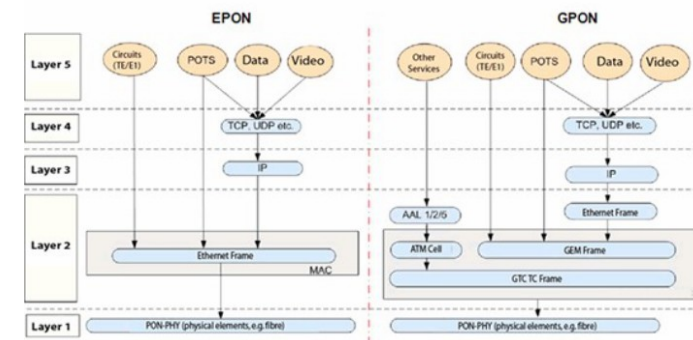 EPON
GPON
Layer 5
Circuits
(TE/E1)
POTS
Data
Video
Other
Services
Circuits
(TE/E1)
POTS
Data
Video
Layer 4
TCP, UDP etc.
TCP, UDP etc.
Layer 3
IP
IP
Layer 2
AAL 1/2/5
Ethernet Frame
Ethernet Frame
MAC
ATM Cell
GEM Frame
GTC TC Frame
Layer 1
PON-PHY (physical elements, e.g. fibre)
PON-PHY (physical elements, e.g. fibre)